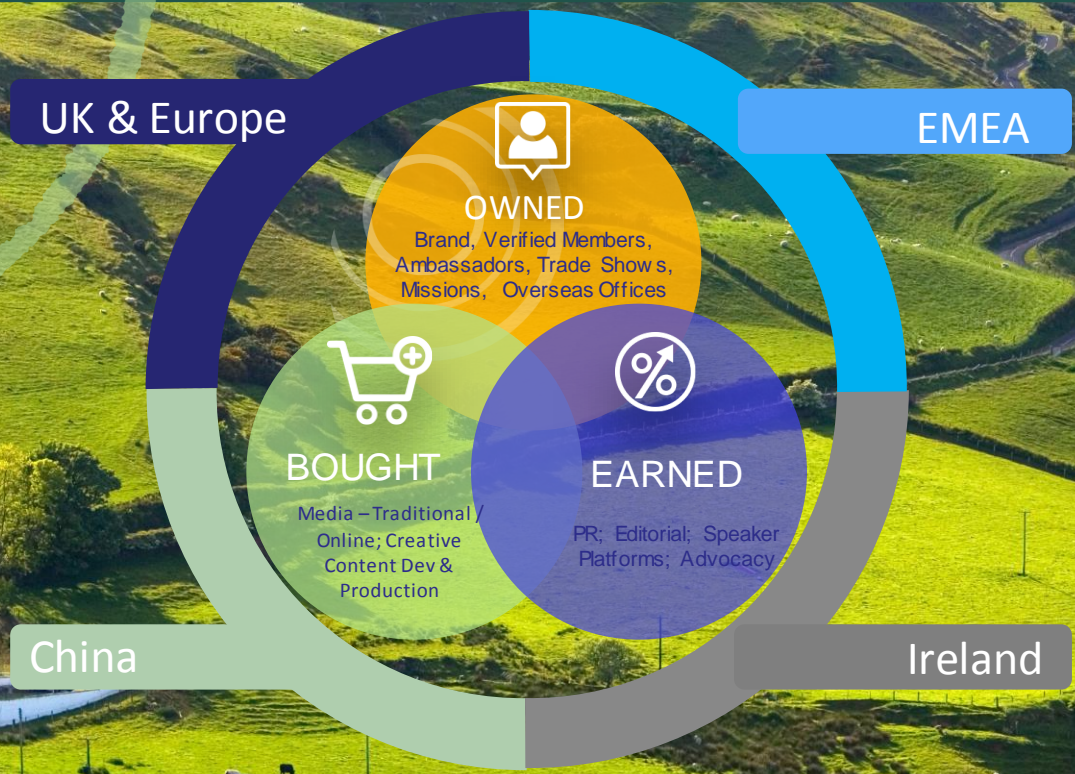 UK & Europe
EMEA
OWNED
Brand, Verified Members,
Ambassadors, Trade Shows,
Missions, Overseas Offices
BOUGHT
Media – Traditional /
Online; Creative
Content Dev &
Production
EARNED
PR; Editorial; Speaker
Platforms; Advocacy
China
Ireland